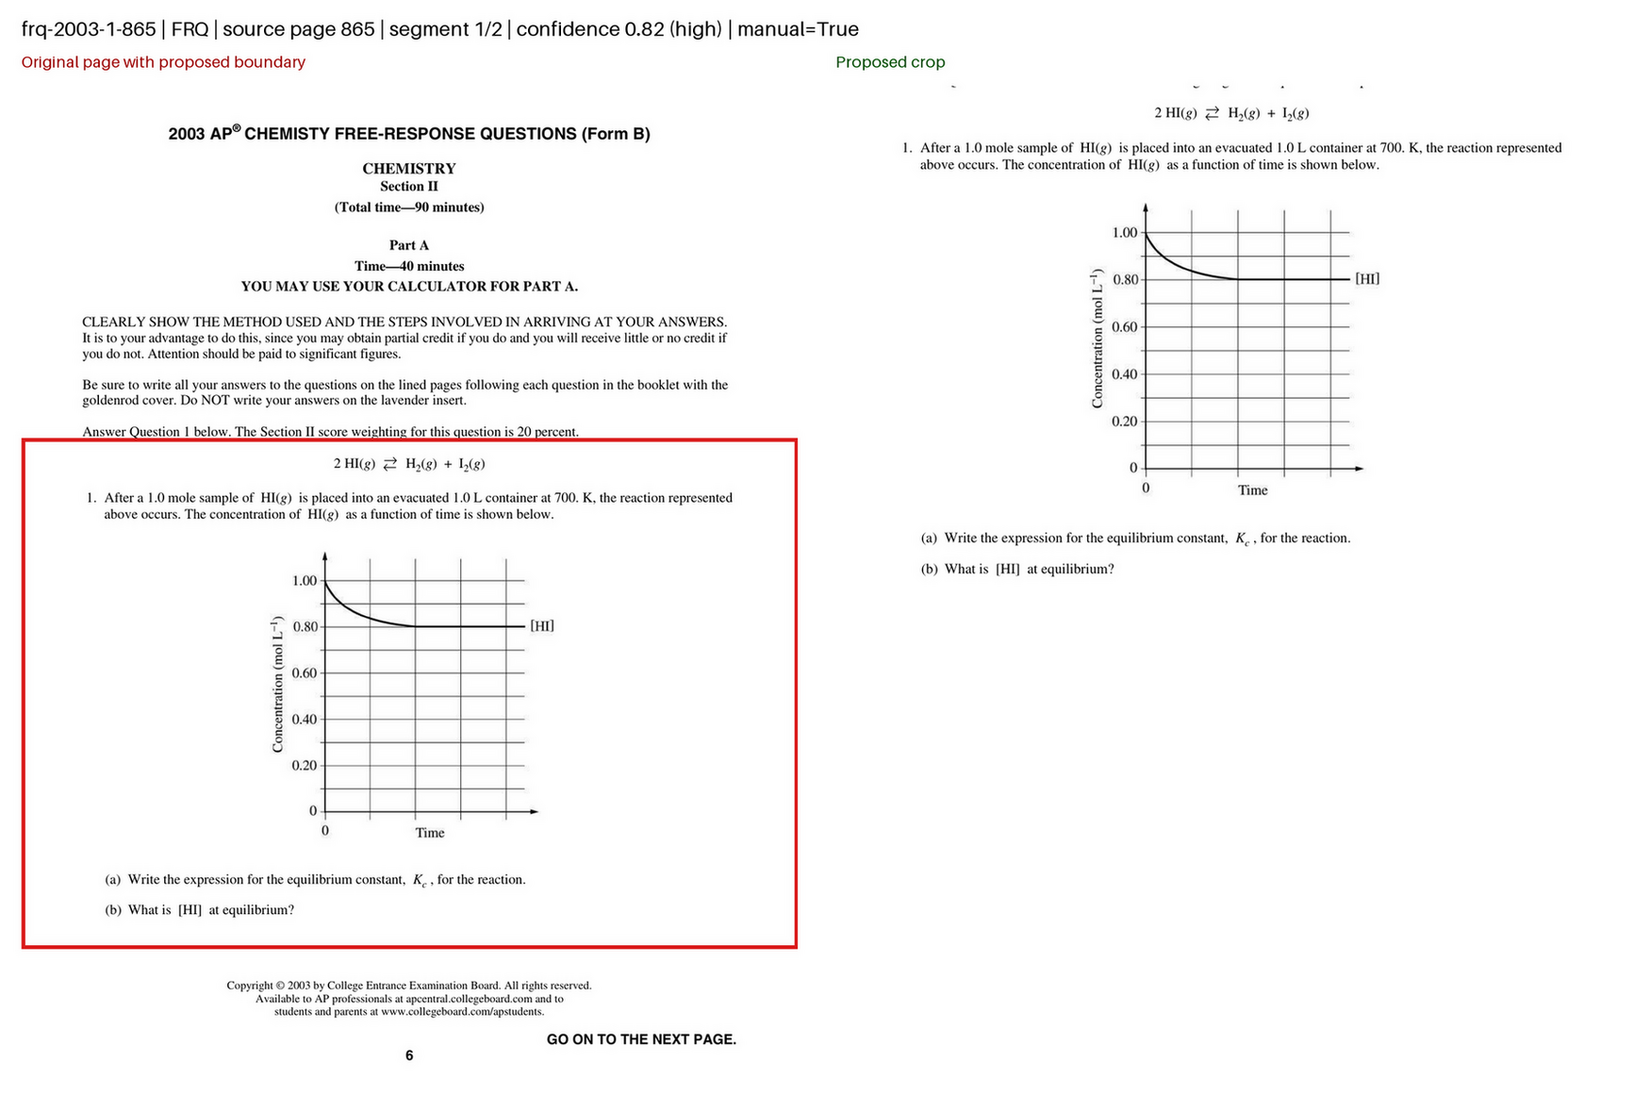 frq-2003-1-865 | FRQ | source page 865 | segment 1/2 | confidence 0.82 (high) | manual=True
Original page with proposed boundary
2003 AP® CHEMISTY FREE-RESPONSE QUESTIONS (Form B)
CHEMISTRY
Section II
(Total time—90 minutes)
Part A
Time—40 minutes
YOU MAY USE YOUR CALCULATOR FOR PART A.
CLEARLY SHOW THE METHOD USED AND THE STEPS INVOLVED IN ARRIVING AT YOUR ANSWERS.
It is to your advantage to do this, since you may obtain partial credit if you do and you will receive little or no credit if
you do not. Attention should be paid to significant figures.
Be sure to write all your answers to the questions on the lined pages following each question in the booklet with the
goldenrod cover. Do NOT write your answers on the lavender insert.
Answer Question 1 below. The Section II score weighting for this question is 20 percent.
2 HI(g) ⇄ H₂(g) + I₂(g)
1. After a 1.0 mole sample of HI(g) is placed into an evacuated 1.0 L container at 700. K, the reaction represented
above occurs. The concentration of HI(g) as a function of time is shown below.
Concentration (mol L⁻¹)
1.00
0.80
0.60
0.40
0.20
0
[HI]
0
Time
(a) Write the expression for the equilibrium constant, K_c , for the reaction.
(b) What is [HI] at equilibrium?
Copyright © 2003 by College Entrance Examination Board. All rights reserved.
Available to AP professionals at apcentral.collegeboard.com and to
students and parents at www.collegeboard.com/apstudents.
GO ON TO THE NEXT PAGE.
6
Proposed crop
2 HI(g) ⇄ H₂(g) + I₂(g)
1. After a 1.0 mole sample of HI(g) is placed into an evacuated 1.0 L container at 700. K, the reaction represented
above occurs. The concentration of HI(g) as a function of time is shown below.
Concentration (mol L⁻¹)
1.00
0.80
0.60
0.40
0.20
0
[HI]
0
Time
(a) Write the expression for the equilibrium constant, K_c , for the reaction.
(b) What is [HI] at equilibrium?